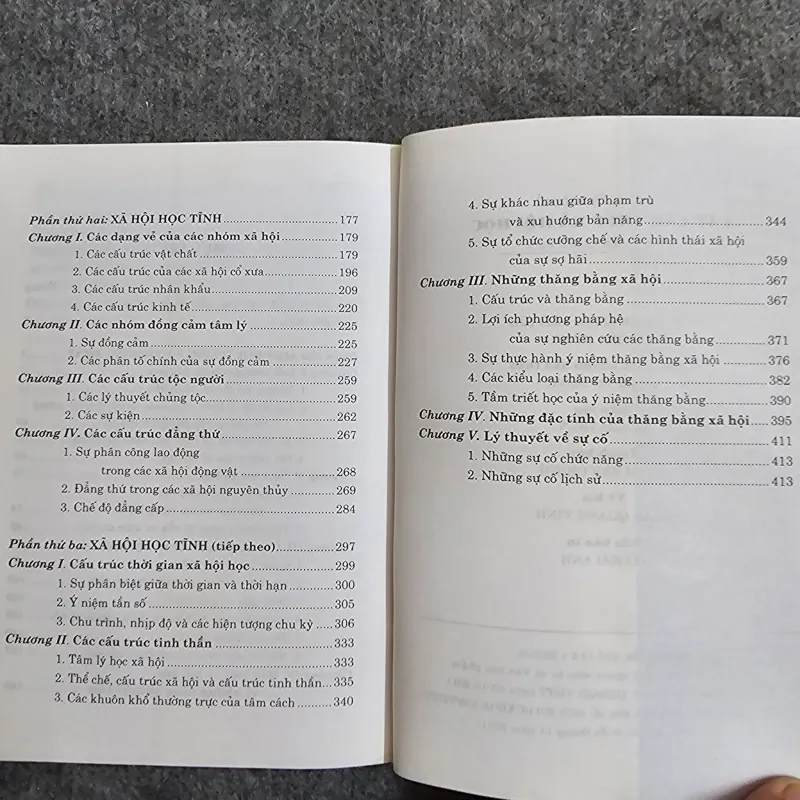 Phần thứ hai: XÃ HỘI HỌC TĨNH ................................ 177
Chương I. Các dạng vẻ của các nhóm xã hội ................ 179
1. Các cấu trúc vật chất ................................ 179
2. Các cấu trúc của các xã hội cổ xưa ................ 196
3. Các cấu trúc nhân khẩu ................................ 209
4. Các cấu trúc kinh tế ................................ 220
Chương II. Các nhóm đồng cảm tâm lý ................ 225
1. Sự đồng cảm ................................ 225
2. Các phân tố chính của sự đồng cảm ................ 227
Chương III. Các cấu trúc tộc người ................ 259
1. Các lý thuyết chủng tộc ................ 259
2. Các sự kiện ................................ 262
Chương IV. Các cấu trúc đẳng thứ ................ 267
1. Sự phân công lao động
trong các xã hội động vật ................ 268
2. Đẳng thứ trong các xã hội nguyên thủy ................ 269
3. Chế độ đẳng cấp ................................ 284
Phần thứ ba: XÃ HỘI HỌC TĨNH (tiếp theo) ................ 297
Chương I. Cấu trúc thời gian xã hội học ................ 299
1. Sự phân biệt giữa thời gian và thời hạn ................ 300
2. Ý niệm tần số ................................ 305
3. Chu trình, nhịp độ và các hiện tượng chu kỳ .... 306
Chương II. Các cấu trúc tinh thần ................ 333
1. Tâm lý học xã hội ................................ 333
2. Thể chế, cấu trúc xã hội và cấu trúc tinh thần.... 335
3. Các khuôn khổ thường trực của tâm cách ........ 340
4. Sự khác nhau giữa phạm trù
và xu hướng bản năng ................ 344
5. Sự tổ chức cưỡng chế và các hình thái xã hội
của sự sợ hãi ................................ 359
Chương III. Những thăng bằng xã hội ................ 367
1. Cấu trúc và thăng bằng ................ 367
2. Lợi ích phương pháp hệ
của sự nghiên cứu các thăng bằng ................ 371
3. Sự thực hành ý niệm thăng bằng xã hội ........ 376
4. Các kiểu loại thăng bằng ................ 382
5. Tầm triết học của ý niệm thăng bằng ........ 390
Chương IV. Những đặc tính của thăng bằng xã hội .... 395
Chương V. Lý thuyết về sự cố ................ 411
1. Những sự cố chức năng ................ 413
2. Những sự cố lịch sử ................ 413